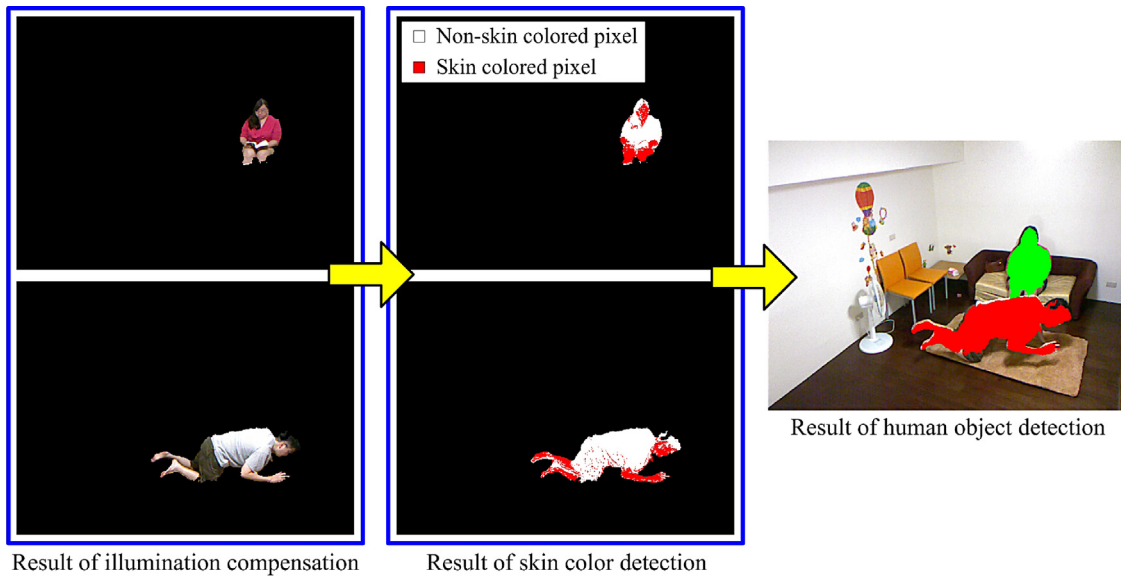 Non-skin colored pixel
Skin colored pixel
Result of human object detection
Result of illumination compensation
Result of skin color detection